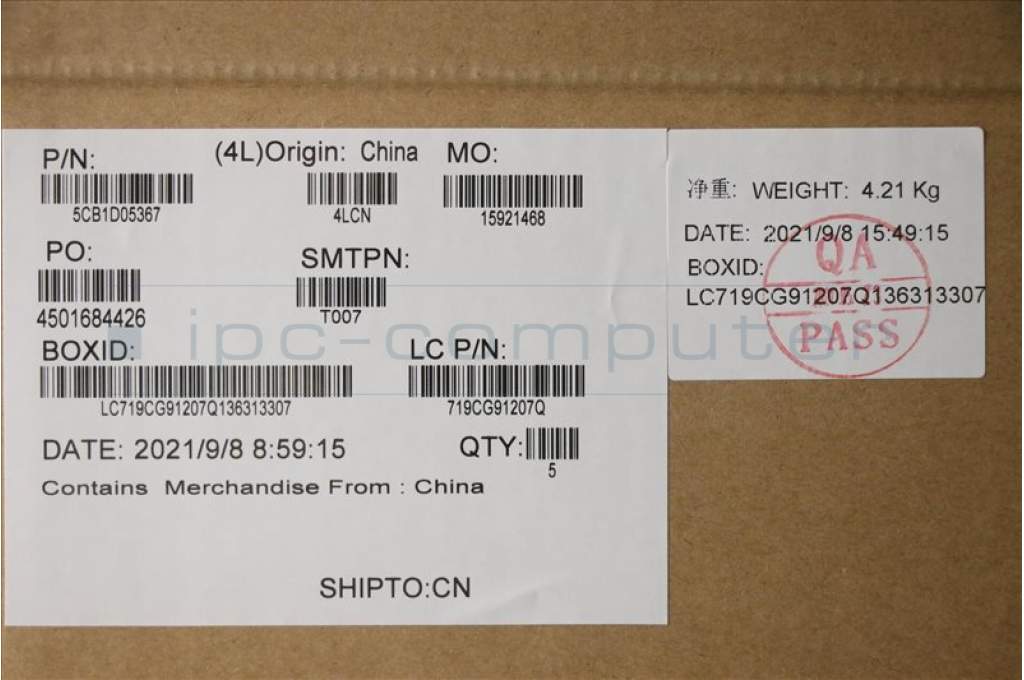 P/N: (4L)Origin: China MO:
5CB1D05367 4LCN 15921468
PO: SMTPN:
4501684426 T007
BOXID: LC P/N:
LC719CG91207Q136313307 719CG91207Q
DATE: 2021/9/8 8:59:15 QTY:
5
Contains Merchandise From : China
SHIPTO:CN
净重: WEIGHT: 4.21 Kg
DATE: 2021/9/8 15:49:15
BOXID:
LC719CG91207Q136313307
QA
PASS
ipc-computer